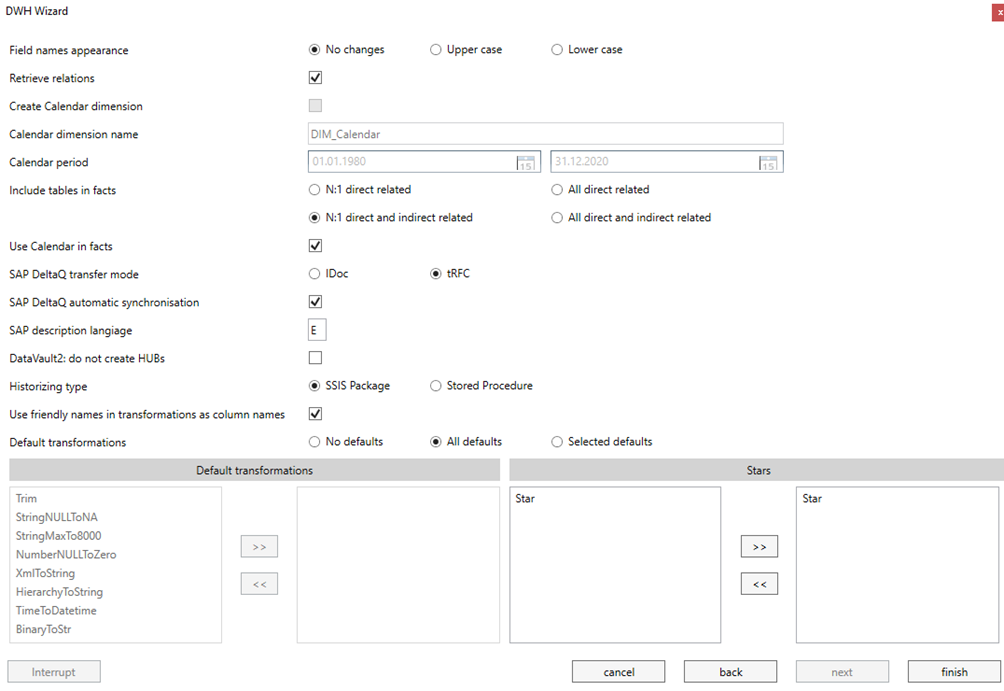 DWH Wizard
x
Field names appearance
No changes
Upper case
Lower case
Retrieve relations
Create Calendar dimension
Calendar dimension name
DIM_Calendar
Calendar period
01.01.1980
15
31.12.2020
15
Include tables in facts
N:1 direct related
All direct related
N:1 direct and indirect related
All direct and indirect related
Use Calendar in facts
SAP DeltaQ transfer mode
IDoc
tRFC
SAP DeltaQ automatic synchronisation
SAP description langiage
E
DataVault2: do not create HUBs
Historizing type
SSIS Package
Stored Procedure
Use friendly names in transformations as column names
Default transformations
No defaults
All defaults
Selected defaults
Default transformations
Stars
Trim
StringNULLToNA
StringMaxTo8000
NumberNULLToZero
XmlToString
HierarchyToString
TimeToDatetime
BinaryToStr
>>
<<
Star
>>
<<
Star
Interrupt
cancel
back
next
finish